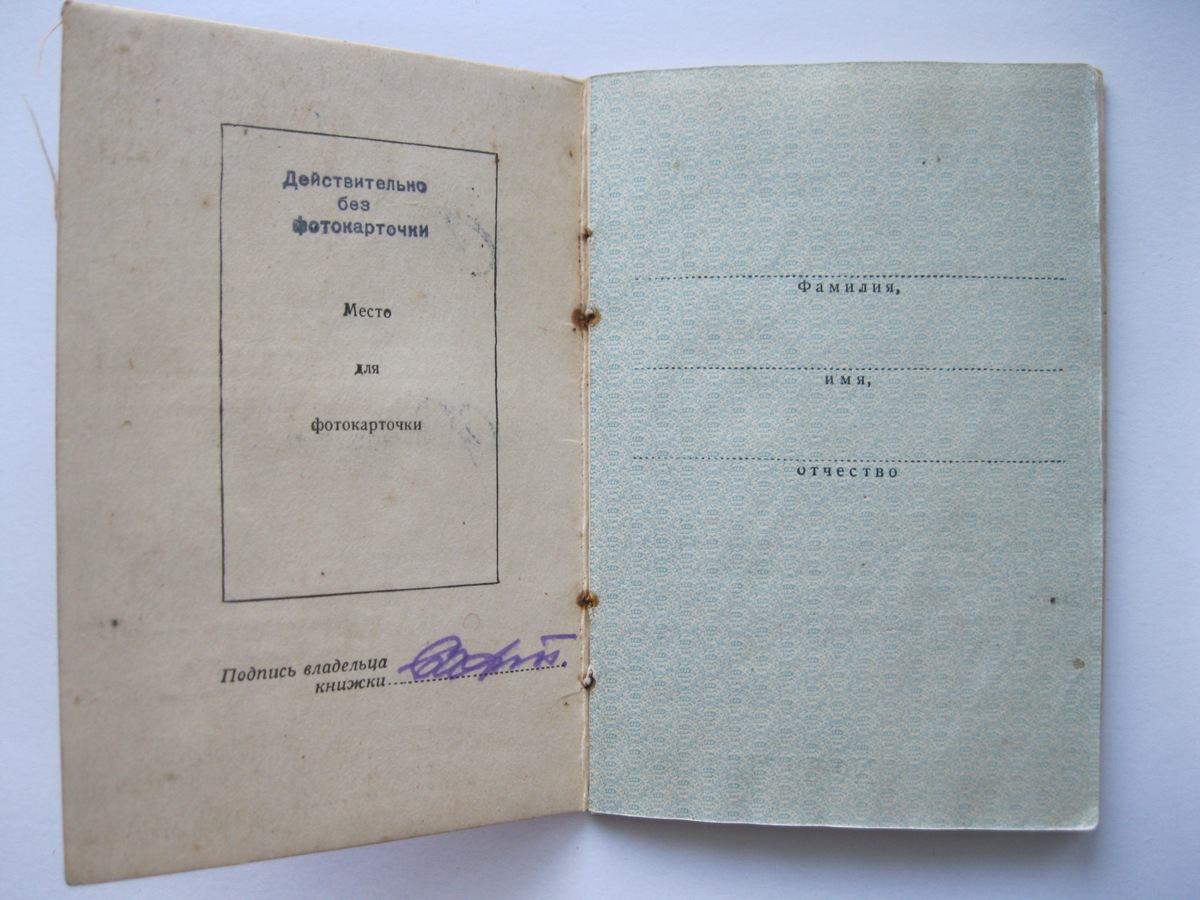 Действительно
без
фотокарточки
Место
для
фотокарточки
Подпись владельца
книжки
Фамилия,
имя,
отчество